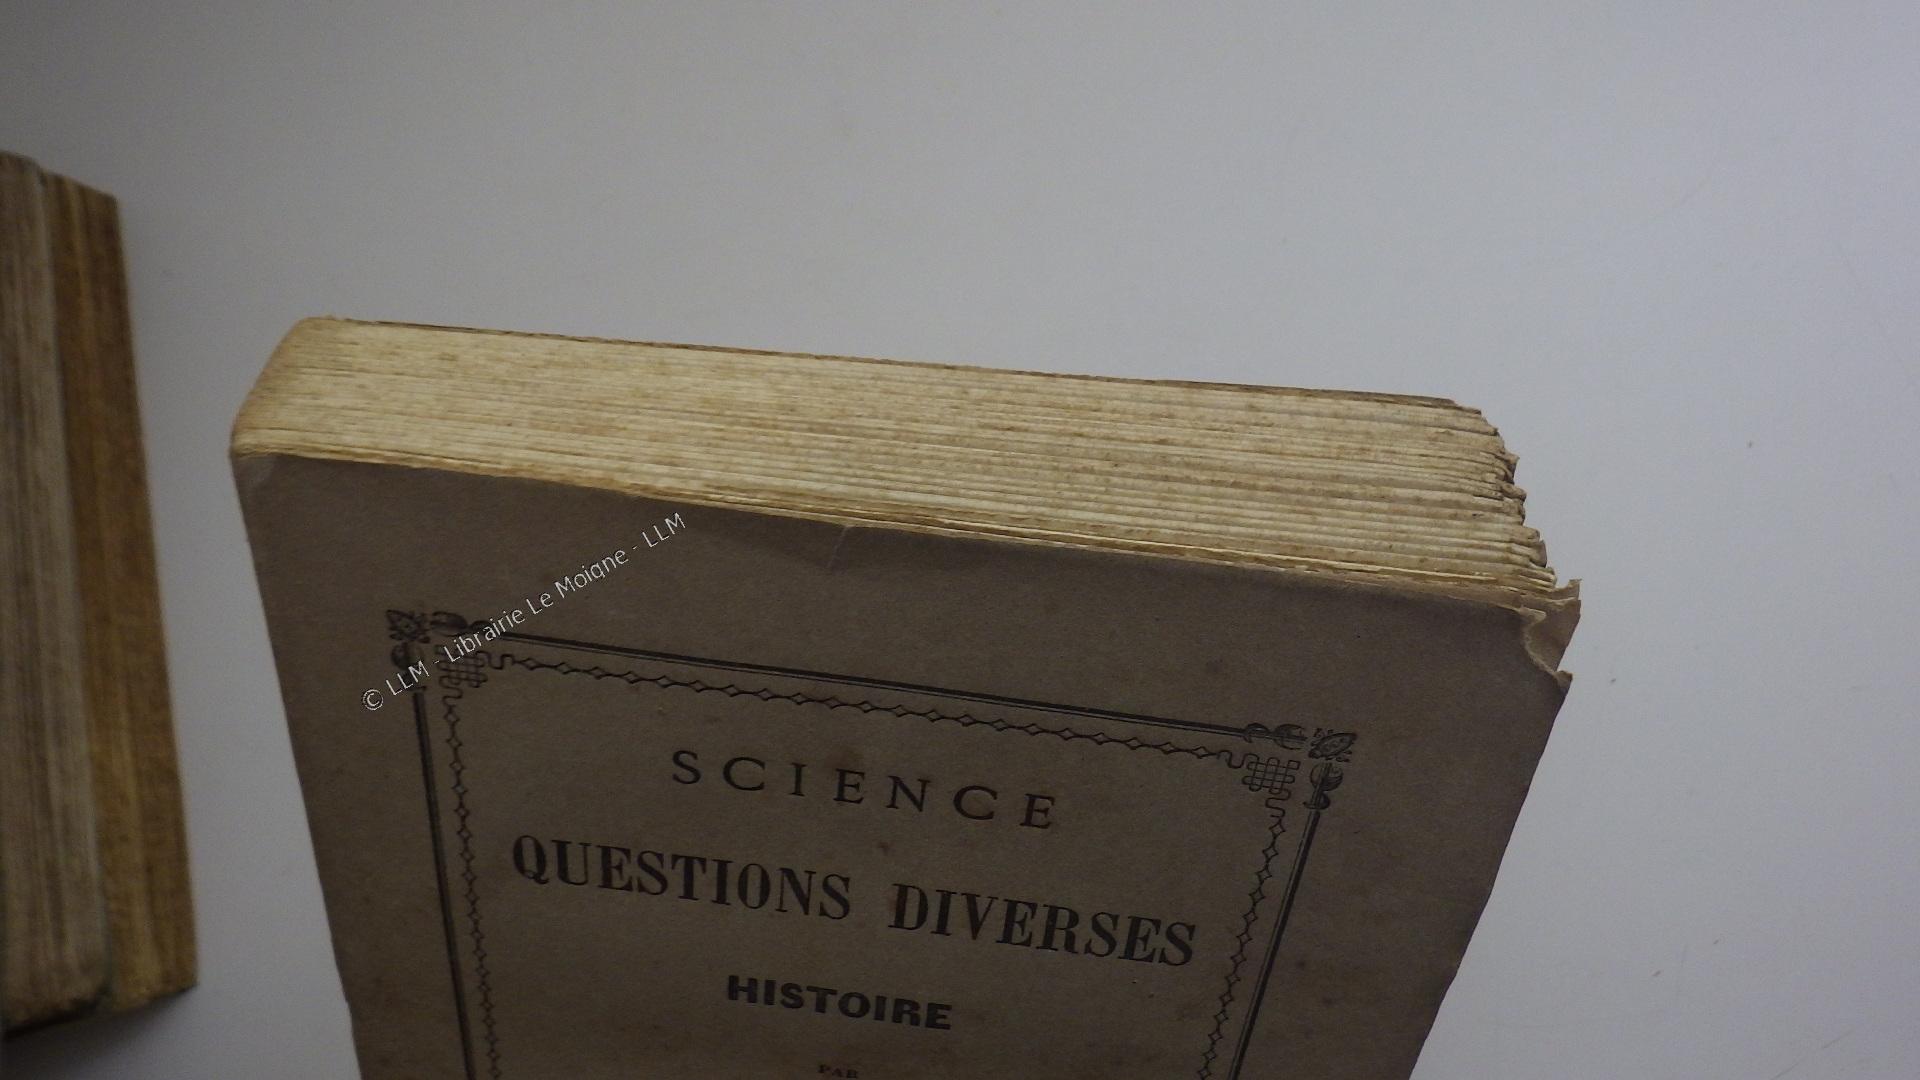 © LLM - Librairie Le Moigne - LLM
SCIENCE
QUESTIONS DIVERSES
HISTOIRE
PAR